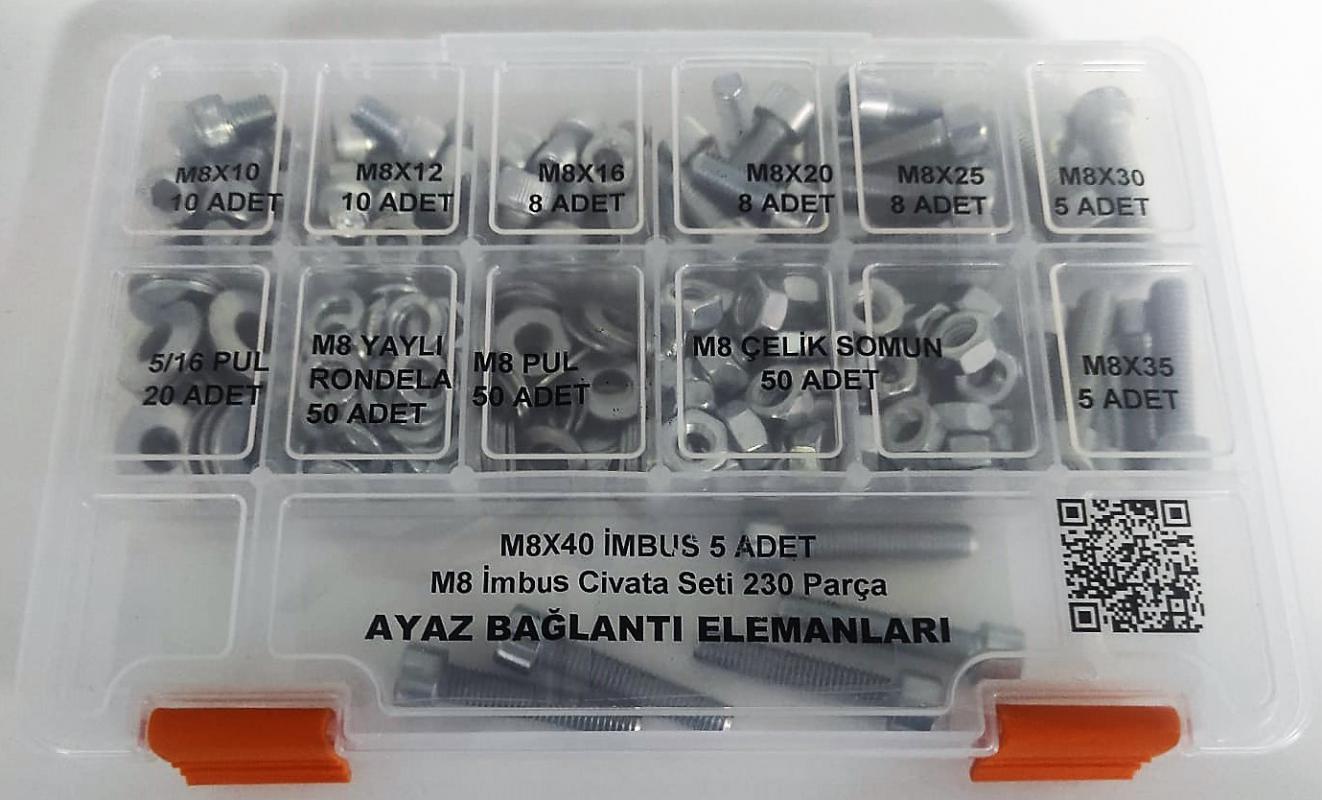 M8X10
10 ADET
M8X12
10 ADET
M8X16
8 ADET
M8X20
8 ADET
M8X25
8 ADET
M8X30
5 ADET
5/16 PUL
20 ADET
M8 YAYLI
RONDELA
50 ADET
M8 PUL
50 ADET
M8 ÇELİK SOMUN
50 ADET
M8X35
5 ADET
M8X40 İMBUS 5 ADET
M8 İmbus Civata Seti 230 Parça
AYAZ BAĞLANTI ELEMANLARI